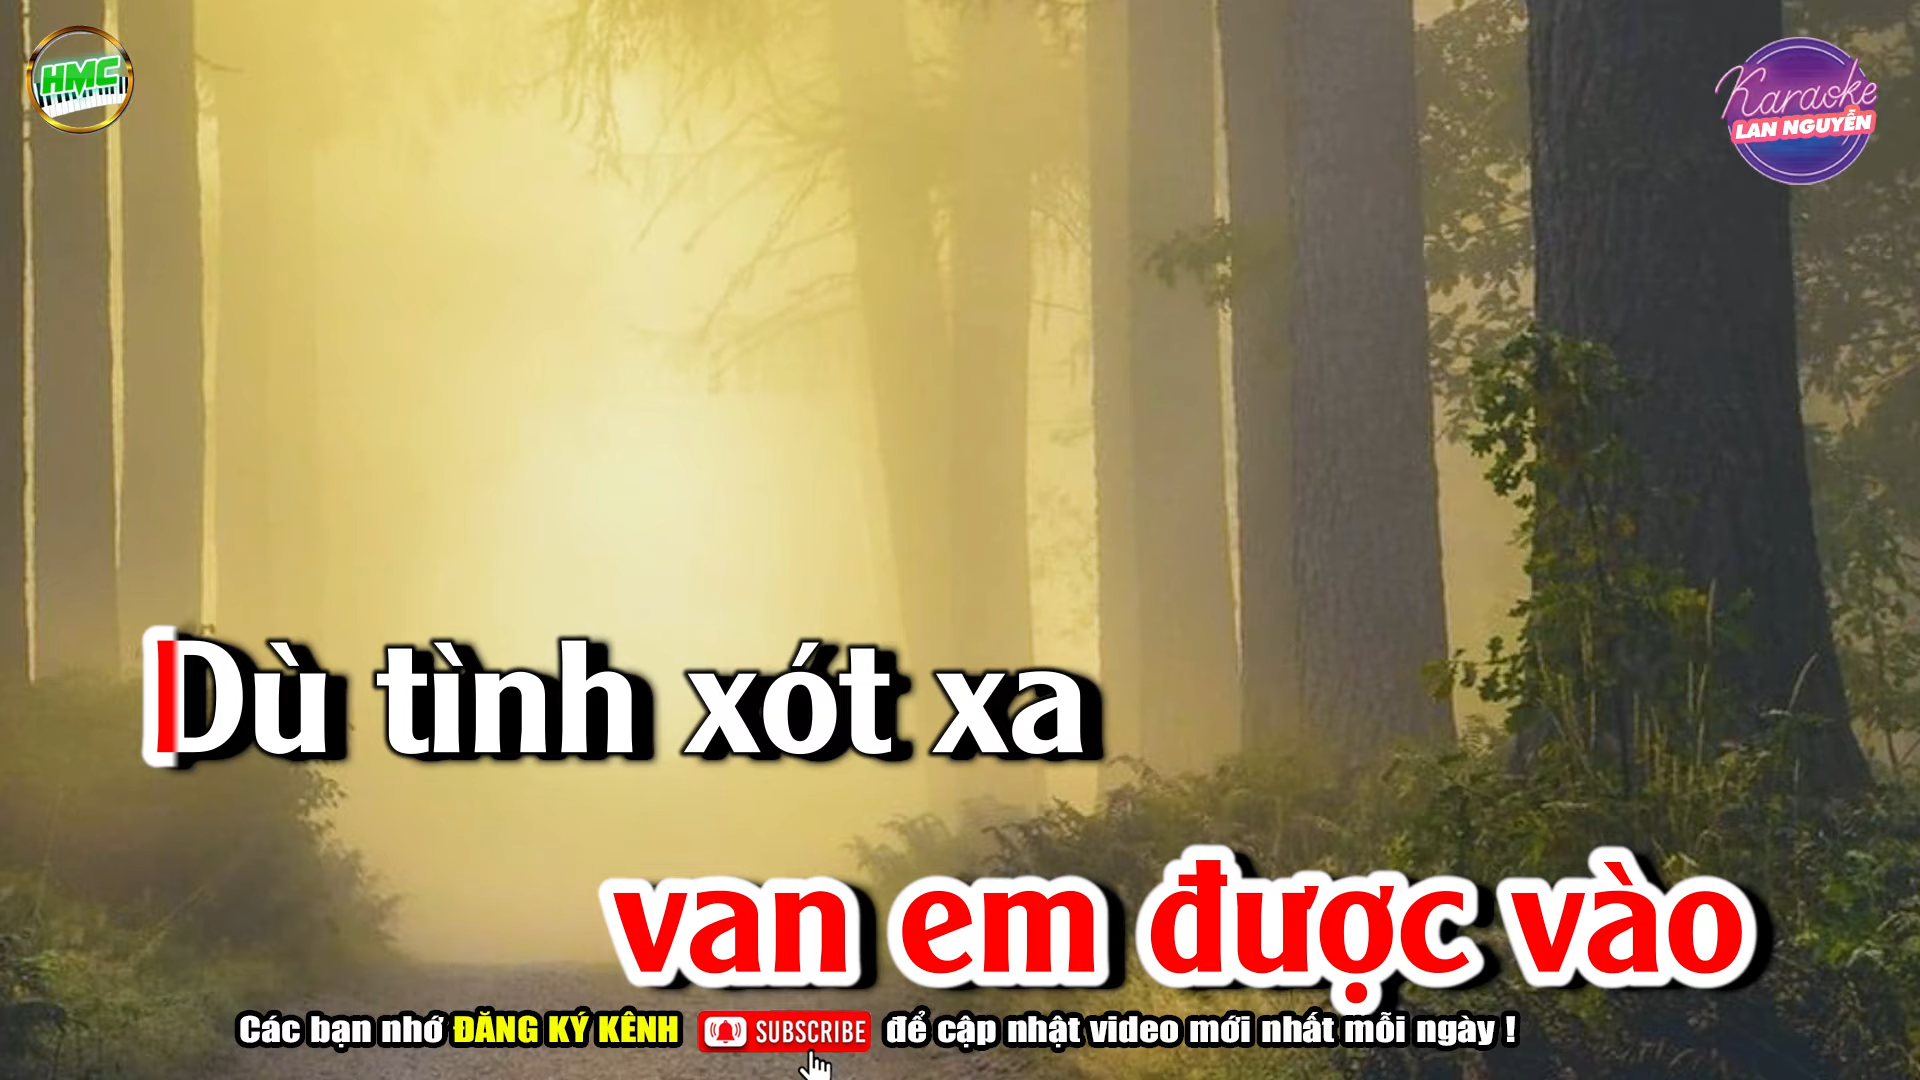 HMC
Karaoke
LAN NGUYỄN
Dù tình xót xa
van em được vào
Các bạn nhớ ĐĂNG KÝ KÊNH SUBSCRIBE để cập nhật video mới nhất mỗi ngày !